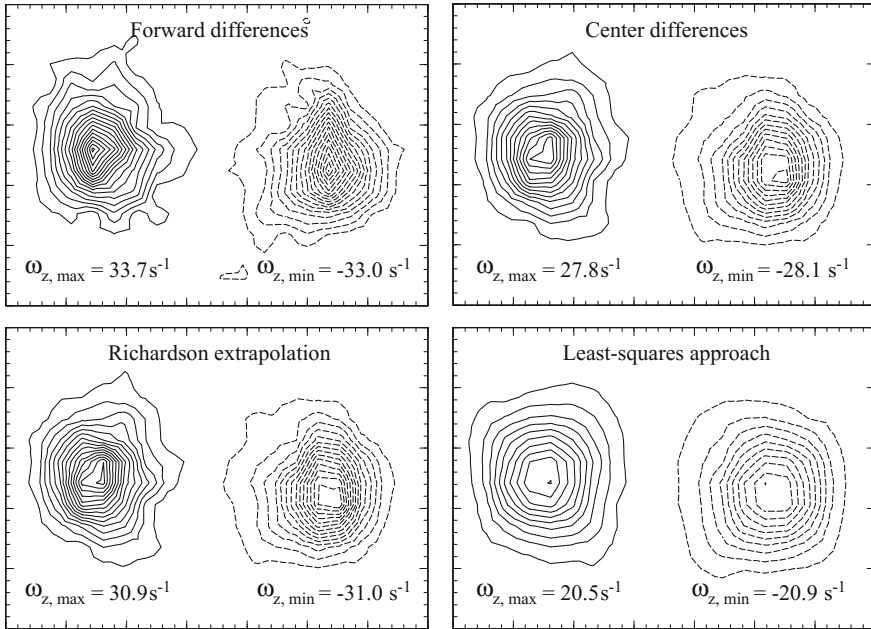 Forward differences
ω_z, max = 33.7s⁻¹
ω_z, min = -33.0 s⁻¹
Center differences
ω_z, max = 27.8s⁻¹
ω_z, min = -28.1 s⁻¹
Richardson extrapolation
ω_z, max = 30.9s⁻¹
ω_z, min = -31.0 s⁻¹
Least-squares approach
ω_z, max = 20.5s⁻¹
ω_z, min = -20.9 s⁻¹